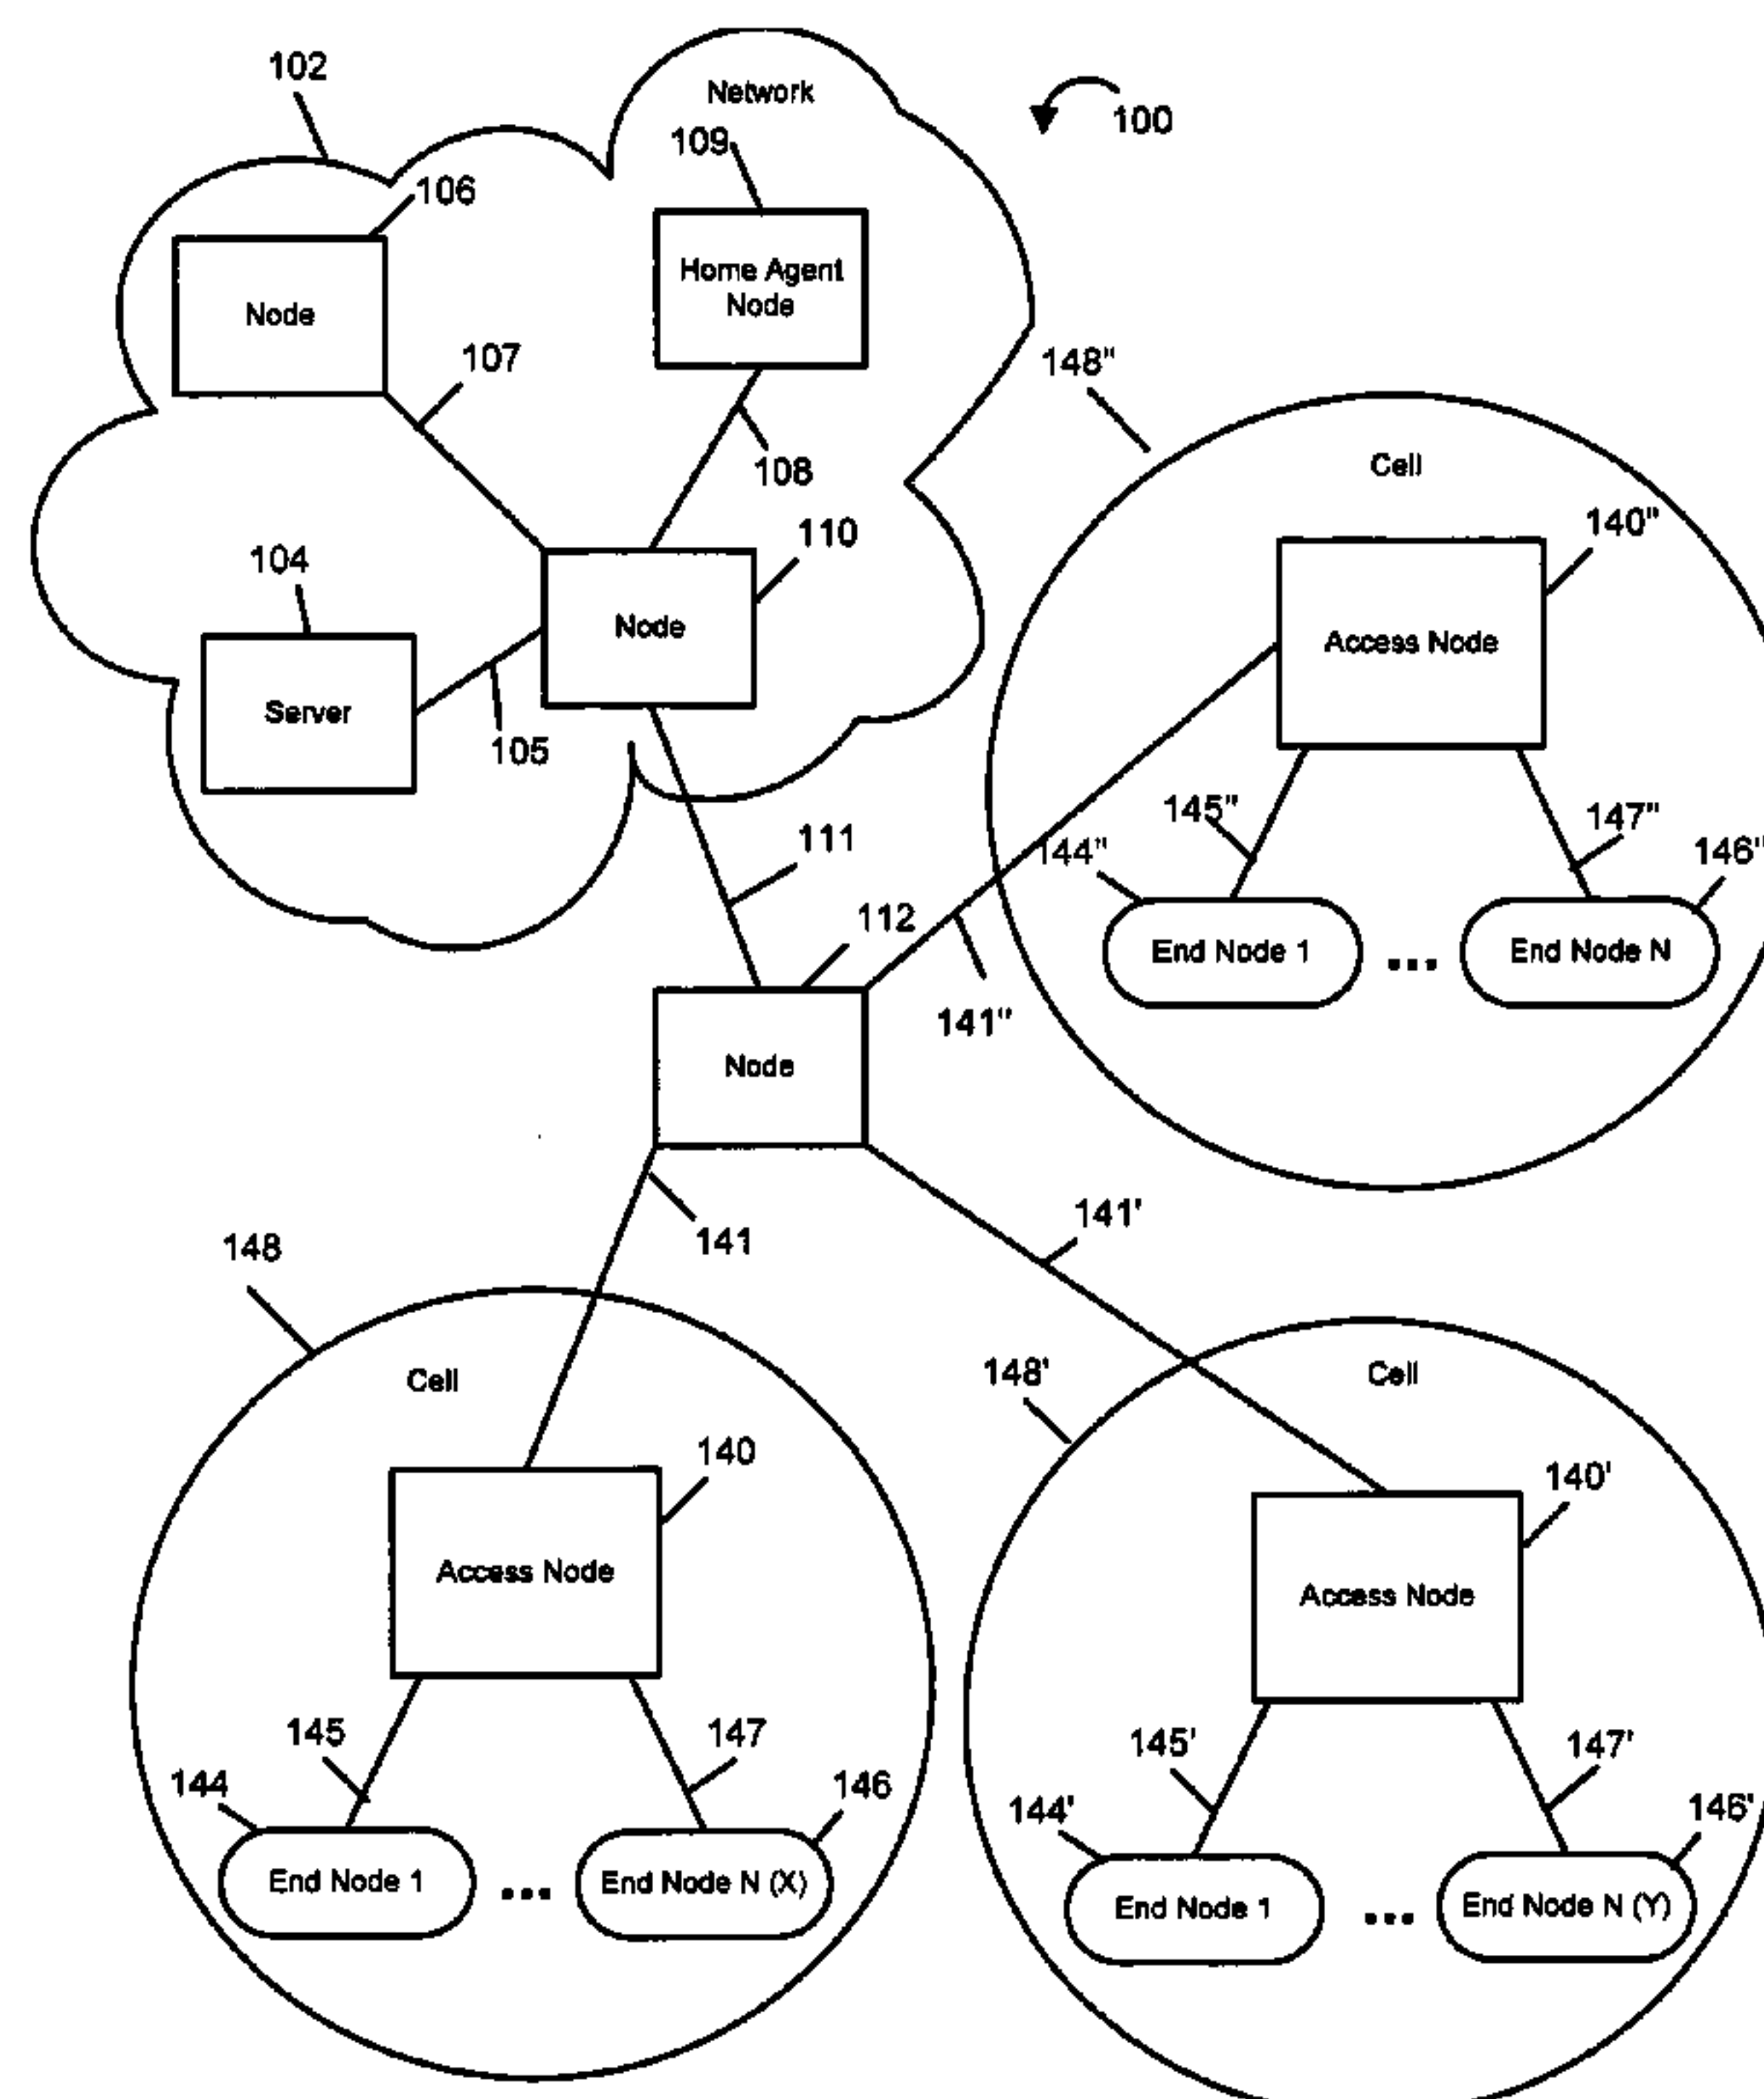 102
Network
100
109
106
Home Agent
Node
Node
107
148"
108
Cell
110
140"
104
Node
Access Node
Server
105
145"
147"
111
144"
146"
112
End Node 1
...
End Node N
141"
Node
141'
141
148
148'
Cell
Cell
140
140'
Access Node
Access Node
145
147
145'
147'
144
146
144'
146'
End Node 1
...
End Node N (X)
End Node 1
...
End Node N (Y)